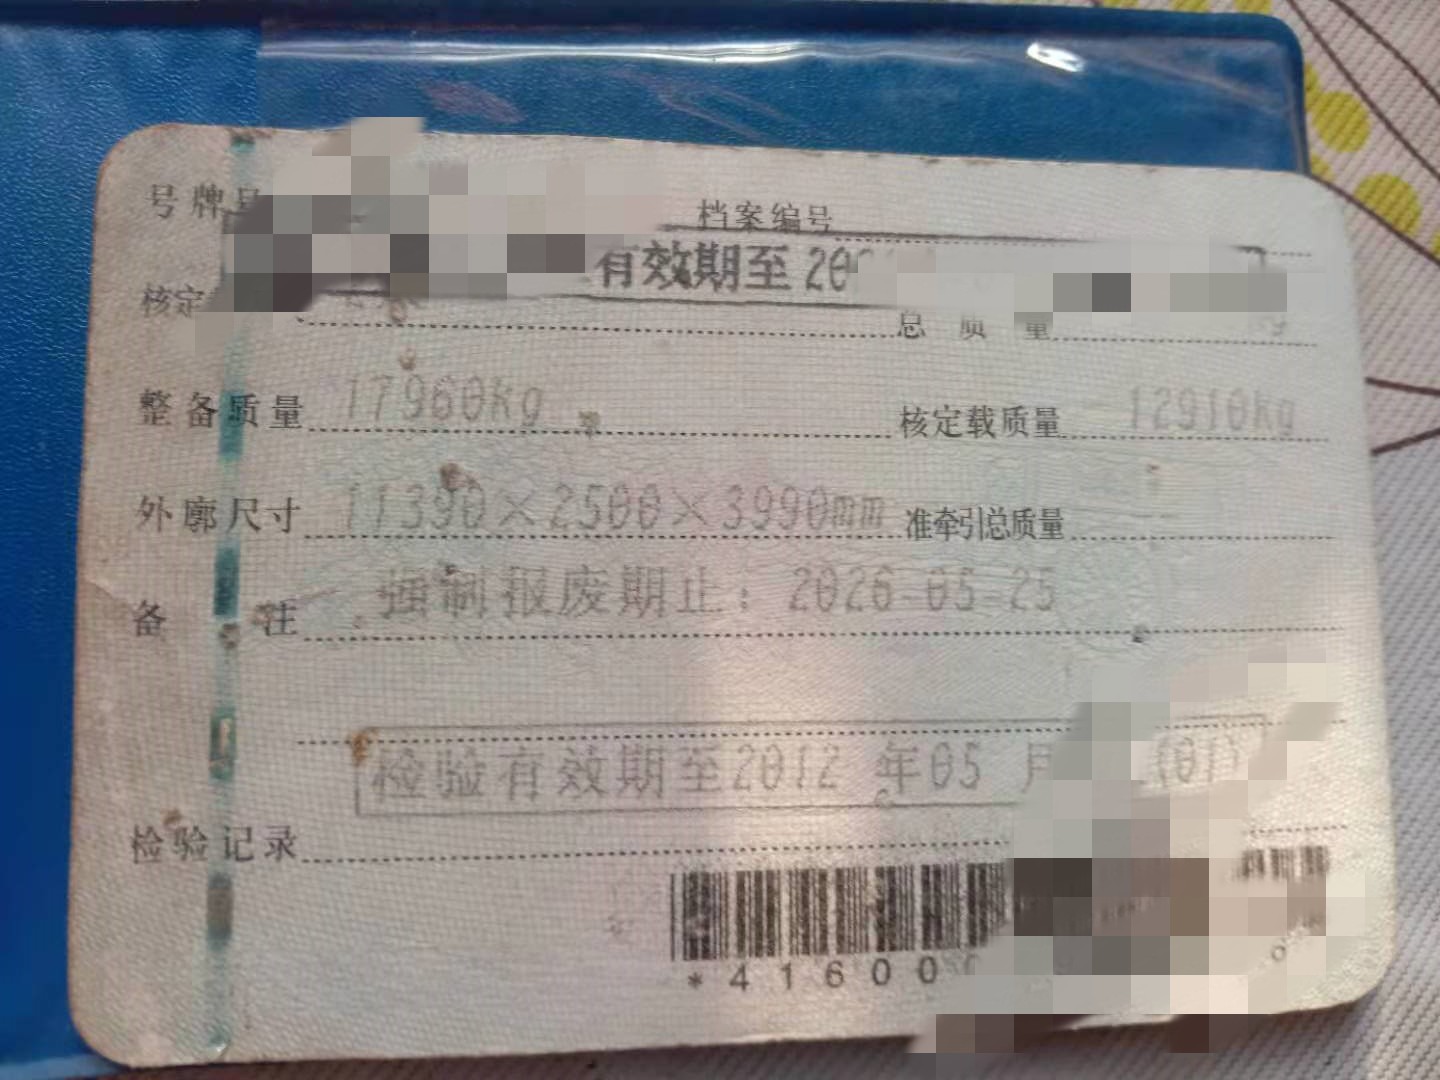 号牌号 档案编号
有效期至20
核定 总质量
整备质量 17960kg 核定载质量 12910kg
外廓尺寸 11390×2500×3990mm 准牵引总质量
备注 强制报废期止：2026-05-25
检验有效期至2012年05月 (01)
检验记录
*41600